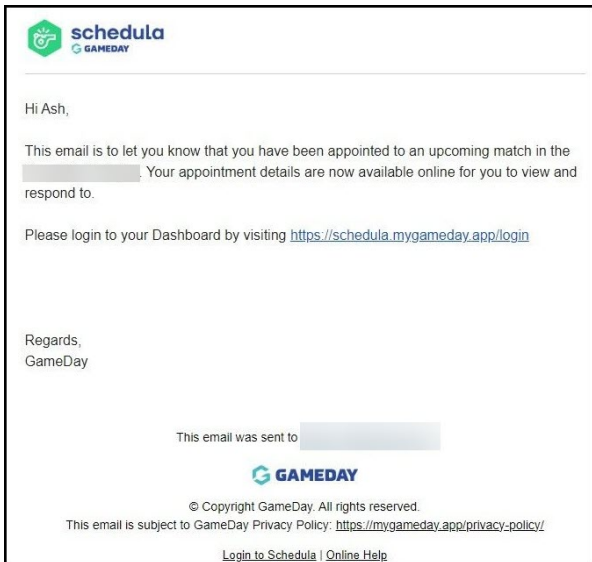 schedula
GAMEDAY
Hi Ash,
This email is to let you know that you have been appointed to an upcoming match in the
. Your appointment details are now available online for you to view and
respond to.
Please login to your Dashboard by visiting https://schedula.mygameday.app/login
Regards,
GameDay
This email was sent to
GAMEDAY
© Copyright GameDay. All rights reserved.
This email is subject to GameDay Privacy Policy: https://mygameday.app/privacy-policy/
Login to Schedula | Online Help